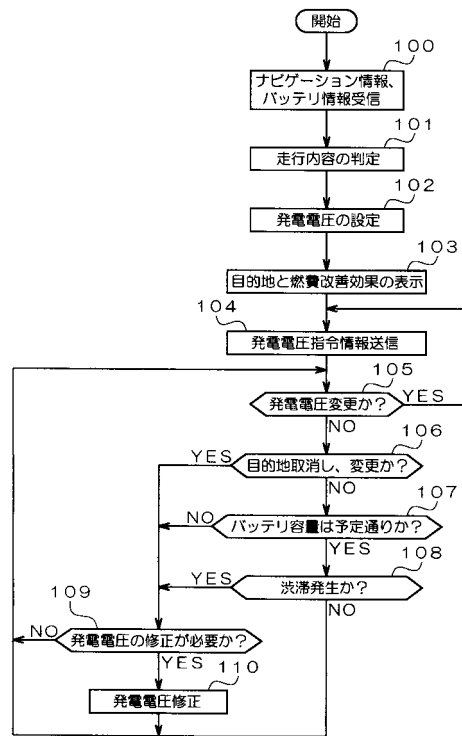 開始
100
ナビゲーション情報、
バッテリ情報受信
101
走行内容の判定
102
発電電圧の設定
103
目的地と燃費改善効果の表示
104
発電電圧指令情報送信
105
発電電圧変更か?
YES
NO
106
YES
目的地取消し、変更か?
NO
107
NO
バッテリ容量は予定通りか?
YES
108
YES
渋滞発生か?
NO
109
NO
発電電圧の修正が必要か?
YES
110
発電電圧修正